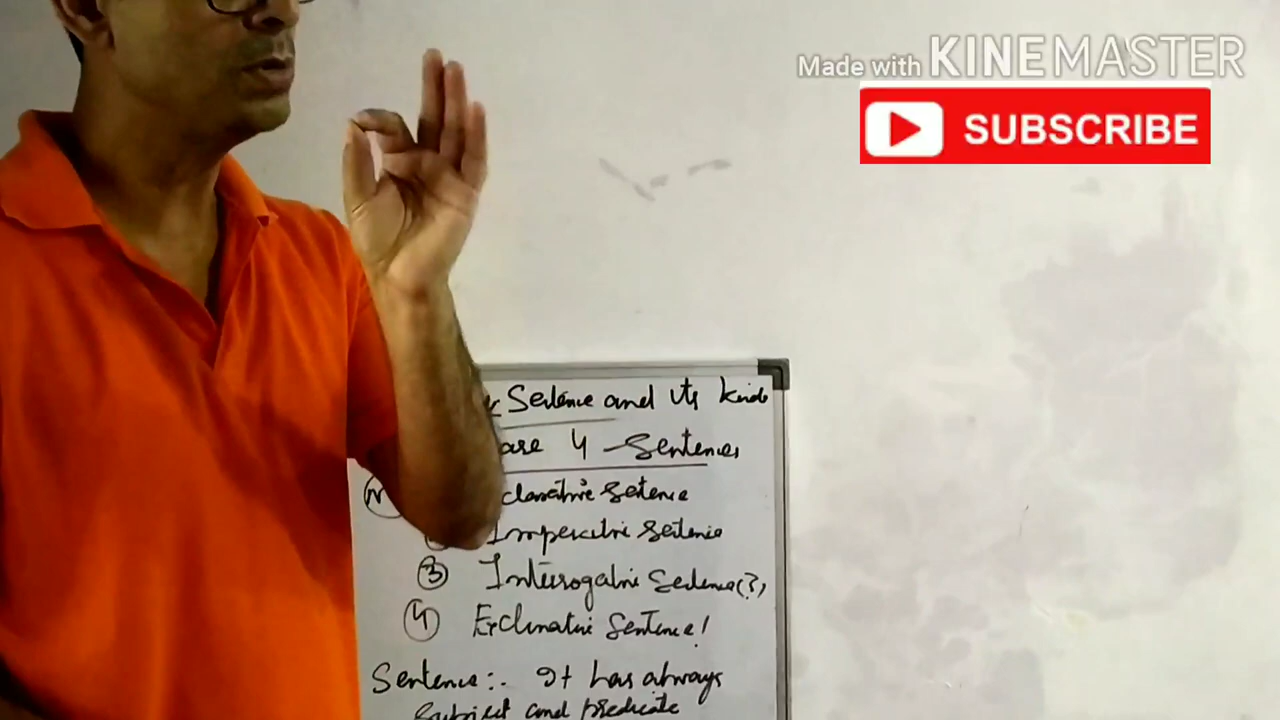 Made with KINEMASTER
SUBSCRIBE
Sentence and its Kinds
are 4 Sentences
Imperative Sentence
③ Interrogative Sentence(?)
④ Exclmative Sentence!
Sentence:- It has always
Subject and predicate